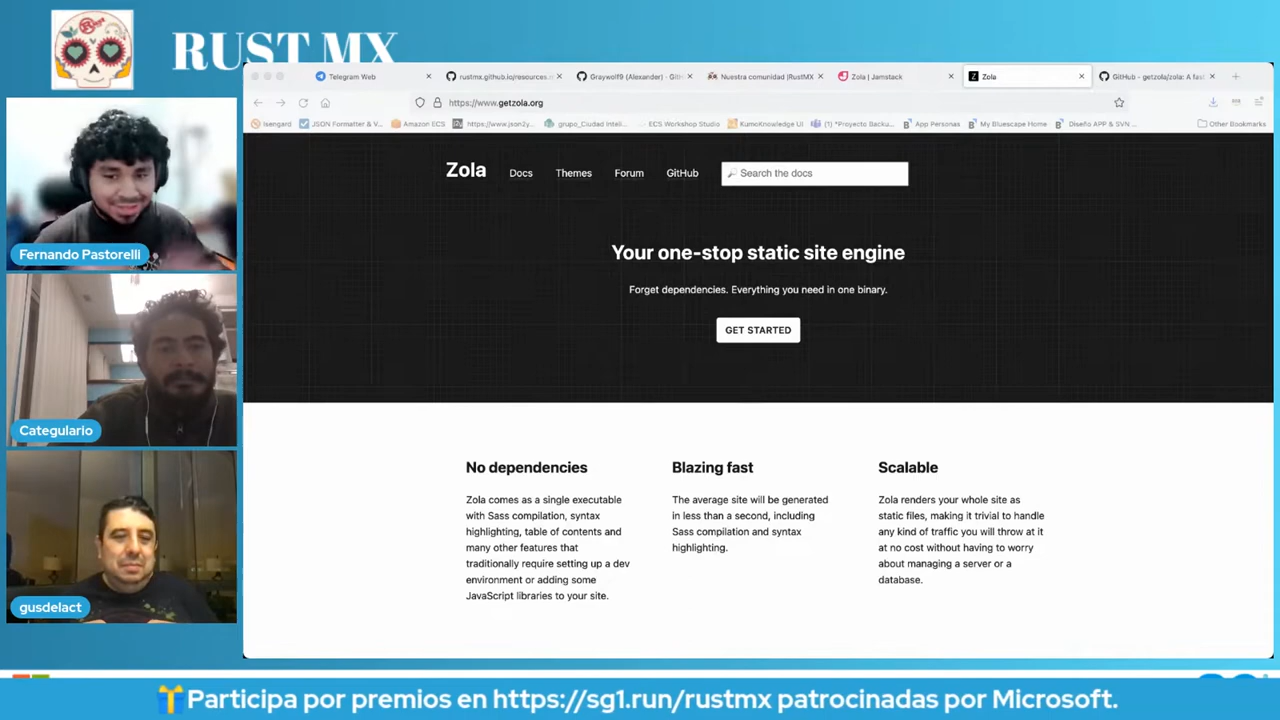 RUST MX
Telegram Web
rustmx.github.io/resources.r
Graywolf9 (Alexander) · GitH
Nuestra comunidad |RustMX
Zola | Jamstack
Zola
GitHub - getzola/zola: A fas
https://www.getzola.org
Isengard
JSON Formatter & V...
Amazon ECS
https://www.json2y...
grupo_Ciudad Inteli...
ECS Workshop Studio
KumoKnowledge UI
(1) *Proyecto Backu...
App Personas
My Bluescape Home
Diseño APP & SVN ...
Other Bookmarks
Zola
Docs
Themes
Forum
GitHub
Search the docs
Your one-stop static site engine
Forget dependencies. Everything you need in one binary.
GET STARTED
No dependencies
Zola comes as a single executable
with Sass compilation, syntax
highlighting, table of contents and
many other features that
traditionally require setting up a dev
environment or adding some
JavaScript libraries to your site.
Blazing fast
The average site will be generated
in less than a second, including
Sass compilation and syntax
highlighting.
Scalable
Zola renders your whole site as
static files, making it trivial to handle
any kind of traffic you will throw at it
at no cost without having to worry
about managing a server or a
database.
Fernando Pastorelli
Categulario
gusdelact
Participa por premios en https://sg1.run/rustmx patrocinadas por Microsoft.